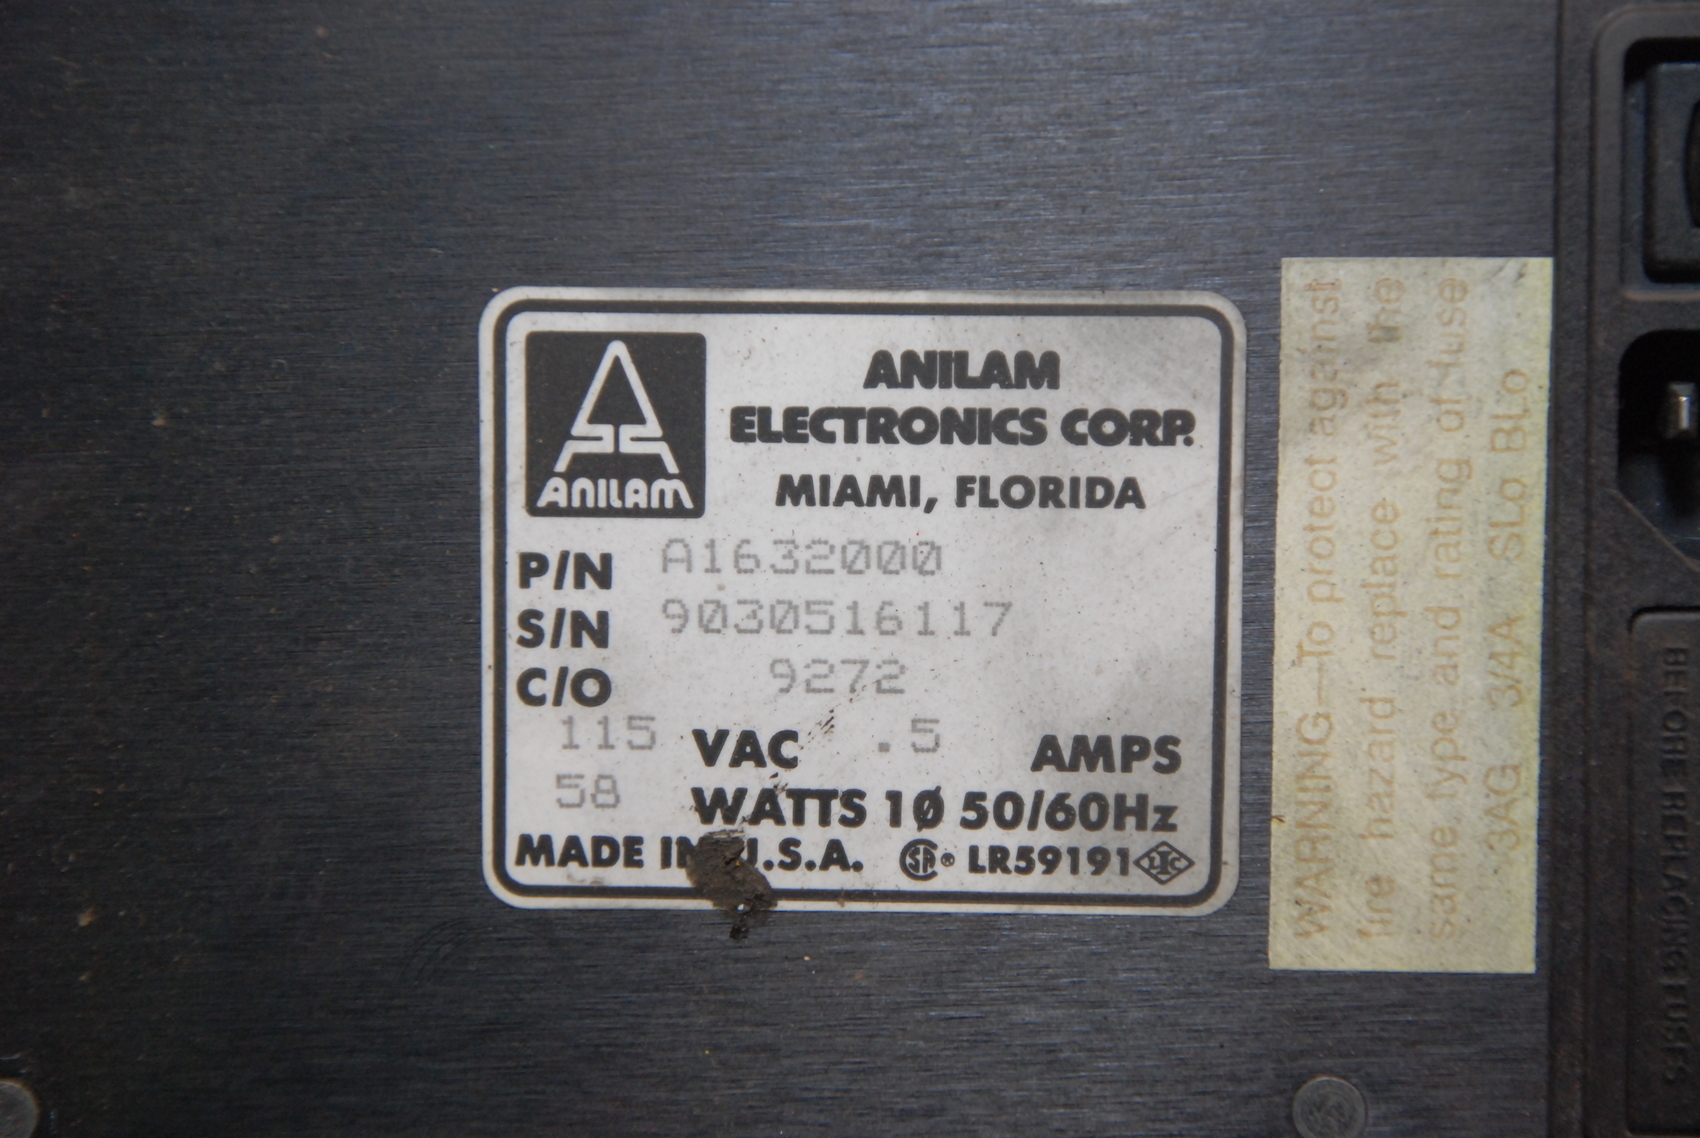 ANILAM
ANILAM
ELECTRONICS CORP.
MIAMI, FLORIDA
P/N A1632000
S/N 9030516117
C/O 9272
115 VAC .5 AMPS
58 WATTS 1Ø 50/60Hz
MADE IN U.S.A. SA ® LR59191
WARNING—To protect against
fire hazard replace with the
same type and rating of fuse
3AG 3/4A SLo BLo
BEFORE REPLACING FUSES